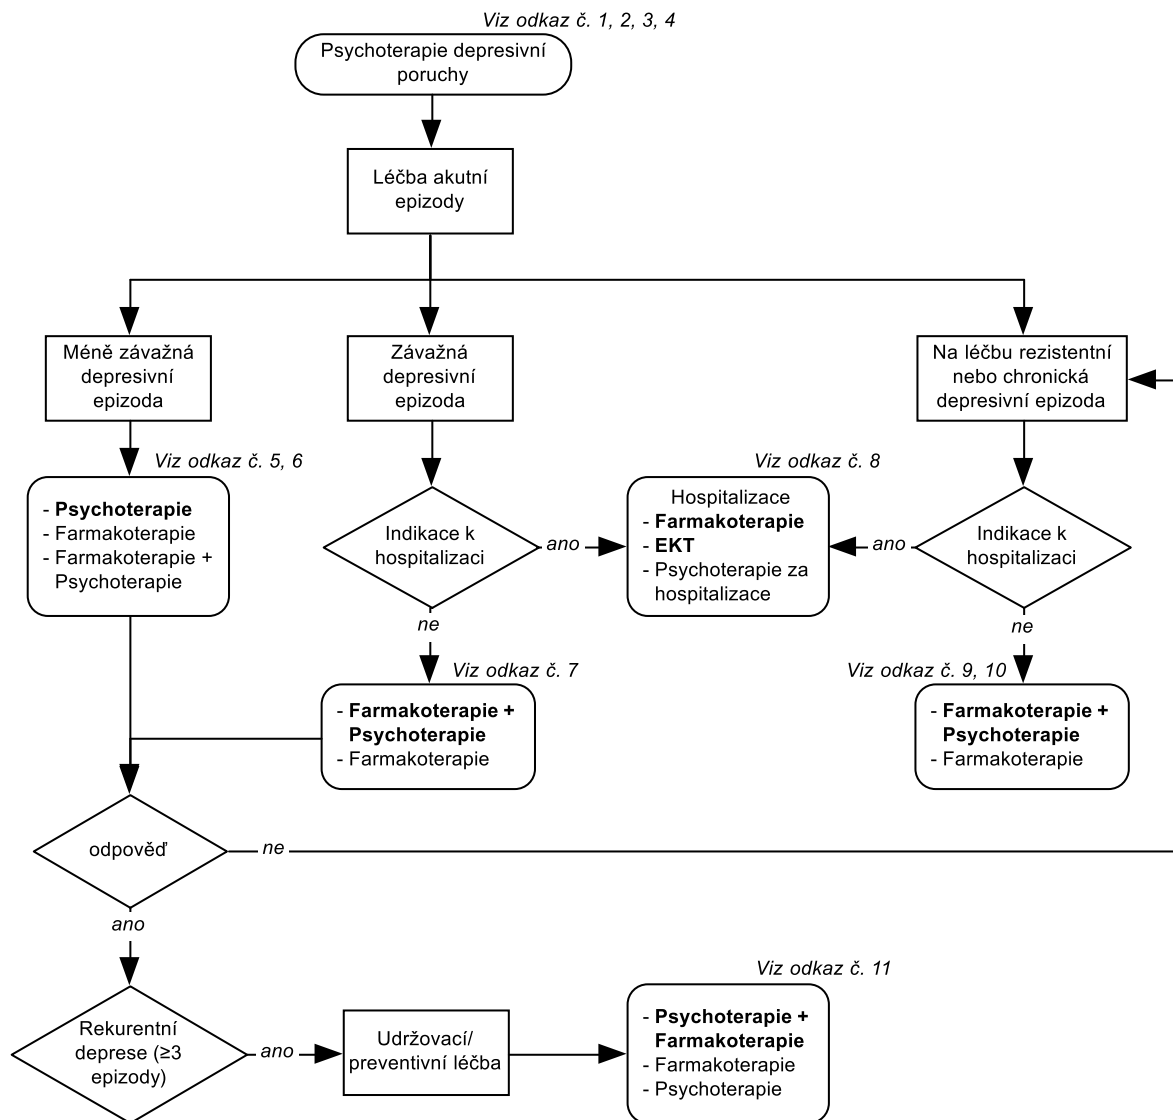 Viz odkaz č. 1, 2, 3, 4
Psychoterapie depresivní
poruchy
Léčba akutní
epizody
Méně závažná
depresivní
epizoda
Závažná
depresivní
epizoda
Na léčbu rezistentní
nebo chronická
depresivní epizoda
Viz odkaz č. 5, 6
- Psychoterapie
- Farmakoterapie
- Farmakoterapie +
Psychoterapie
Indikace k
hospitalizaci
ano
Viz odkaz č. 8
Hospitalizace
- Farmakoterapie
- EKT
- Psychoterapie za
hospitalizace
ano
Indikace k
hospitalizaci
ne
ne
Viz odkaz č. 7
- Farmakoterapie +
Psychoterapie
- Farmakoterapie
Viz odkaz č. 9, 10
- Farmakoterapie +
Psychoterapie
- Farmakoterapie
odpověď
ne
ano
Rekurentní
deprese (≥3
epizody)
ano
Udržovací/
preventivní léčba
Viz odkaz č. 11
- Psychoterapie +
Farmakoterapie
- Farmakoterapie
- Psychoterapie